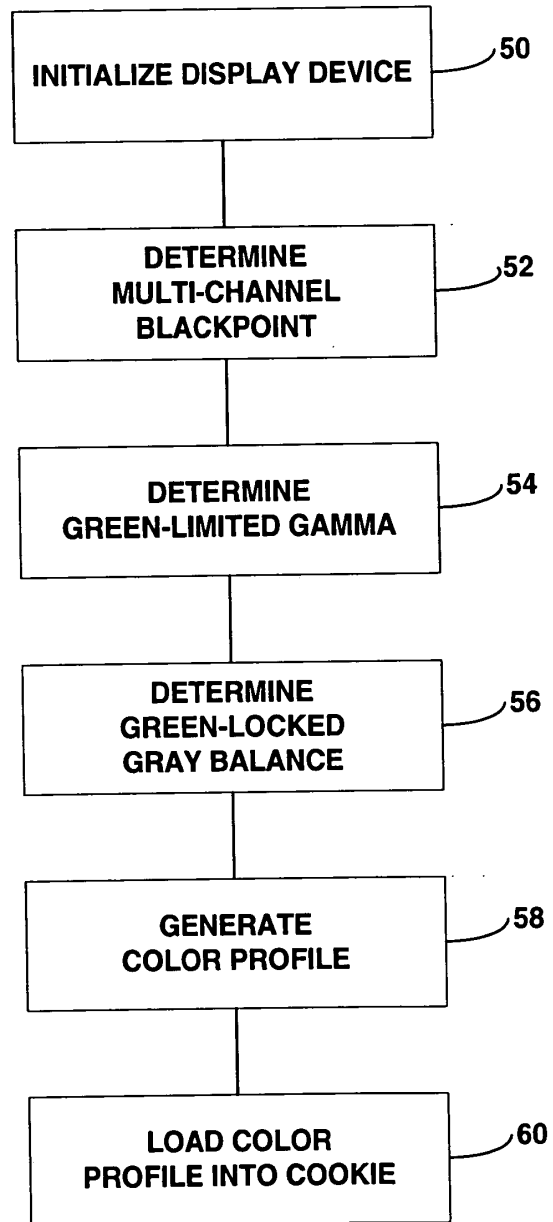 INITIALIZE DISPLAY DEVICE
50
DETERMINE
MULTI-CHANNEL
BLACKPOINT
52
DETERMINE
GREEN-LIMITED GAMMA
54
DETERMINE
GREEN-LOCKED
GRAY BALANCE
56
GENERATE
COLOR PROFILE
58
LOAD COLOR
PROFILE INTO COOKIE
60